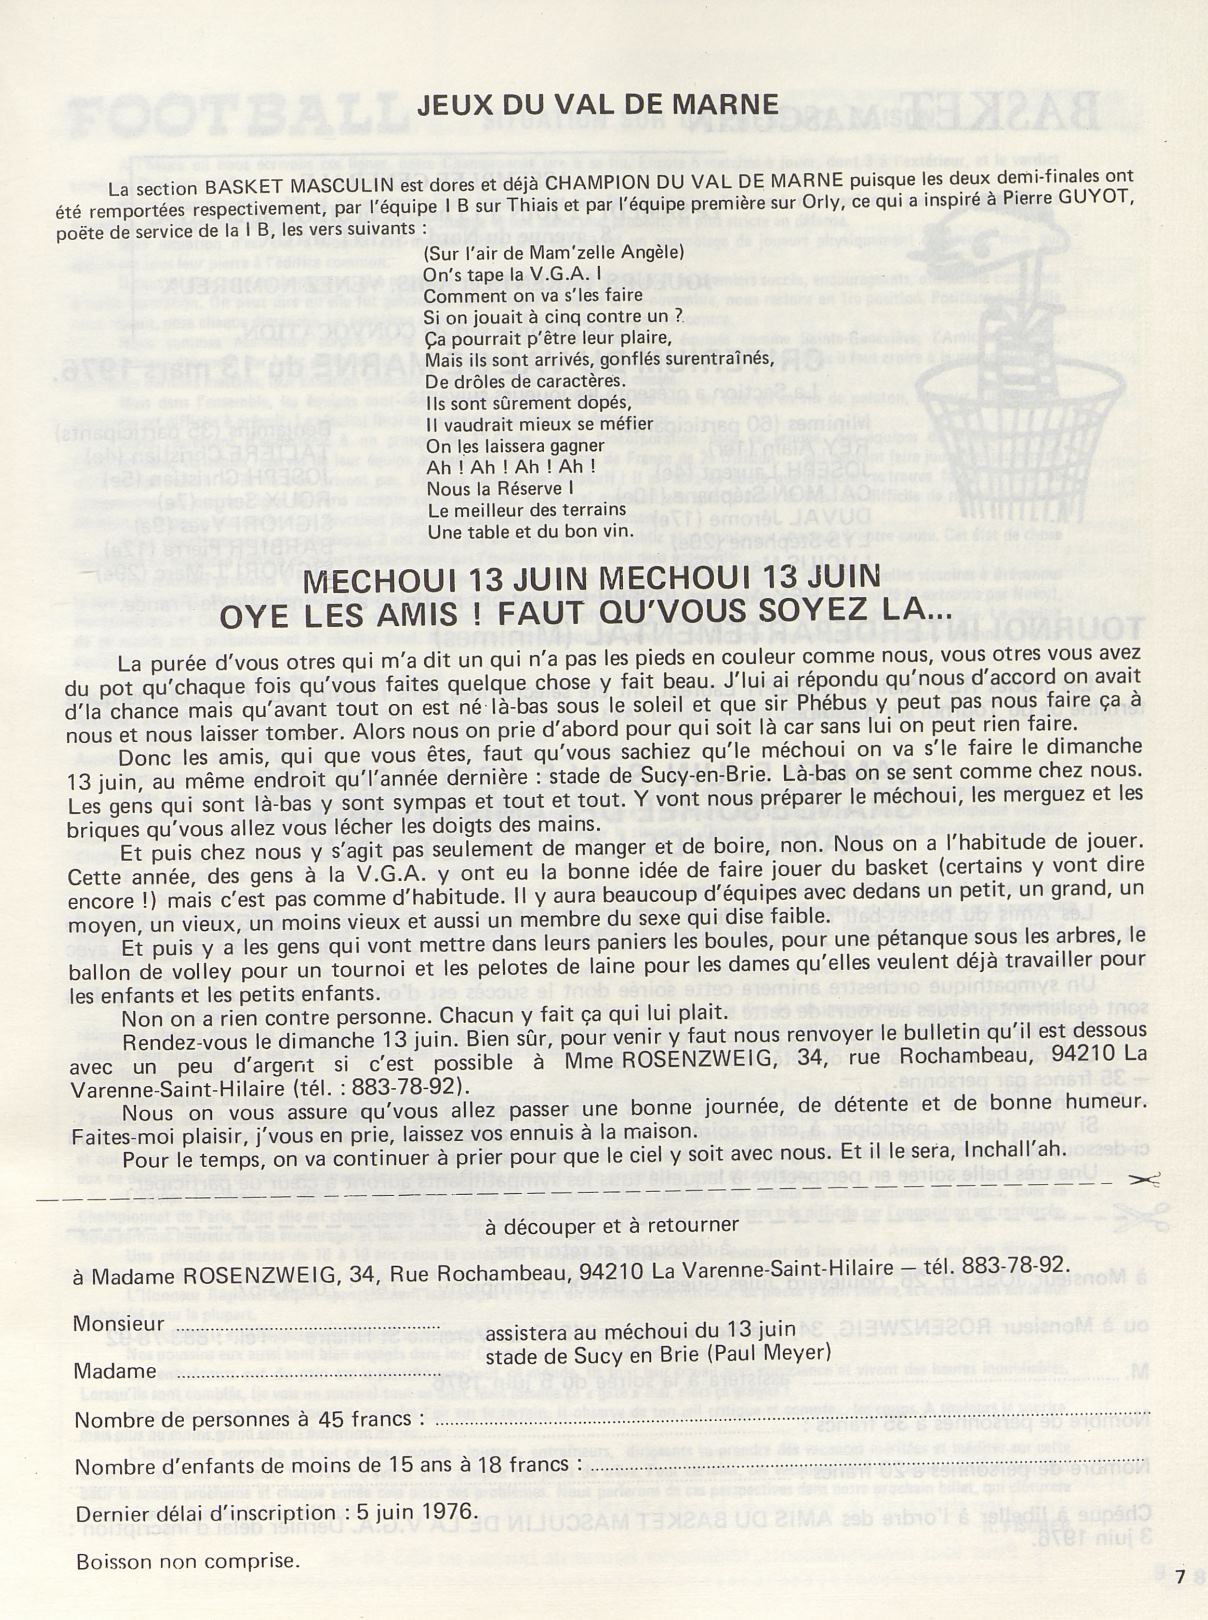 JEUX DU VAL DE MARNE
La section BASKET MASCULIN est dores et déjà CHAMPION DU VAL DE MARNE puisque les deux demi-finales ont
été remportées respectivement, par l'équipe I B sur Thiais et par l'équipe première sur Orly, ce qui a inspiré à Pierre GUYOT,
poëte de service de la I B, les vers suivants :
(Sur l'air de Mam'zelle Angèle)
On's tape la V.G.A. I
Comment on va s'les faire
Si on jouait à cinq contre un ?
Ça pourrait p'être leur plaire,
Mais ils sont arrivés, gonflés surentraînés,
De drôles de caractères.
Ils sont sûrement dopés,
Il vaudrait mieux se méfier
On les laissera gagner
Ah ! Ah ! Ah ! Ah !
Nous la Réserve I
Le meilleur des terrains
Une table et du bon vin.
MECHOUI 13 JUIN MECHOUI 13 JUIN
OYE LES AMIS ! FAUT QU'VOUS SOYEZ LA...
La purée d'vous otres qui m'a dit un qui n'a pas les pieds en couleur comme nous, vous otres vous avez
du pot qu'chaque fois qu'vous faites quelque chose y fait beau. J'lui ai répondu qu'nous d'accord on avait
d'la chance mais qu'avant tout on est né là-bas sous le soleil et que sir Phébus y peut pas nous faire ça à
nous et nous laisser tomber. Alors nous on prie d'abord pour qui soit là car sans lui on peut rien faire.
Donc les amis, qui que vous êtes, faut qu'vous sachiez qu'le méchoui on va s'le faire le dimanche
13 juin, au même endroit qu'l'année dernière : stade de Sucy-en-Brie. Là-bas on se sent comme chez nous.
Les gens qui sont là-bas y sont sympas et tout et tout. Y vont nous préparer le méchoui, les merguez et les
briques qu'vous allez vous lécher les doigts des mains.
Et puis chez nous y s'agit pas seulement de manger et de boire, non. Nous on a l'habitude de jouer.
Cette année, des gens à la V.G.A. y ont eu la bonne idée de faire jouer du basket (certains y vont dire
encore !) mais c'est pas comme d'habitude. Il y aura beaucoup d'équipes avec dedans un petit, un grand, un
moyen, un vieux, un moins vieux et aussi un membre du sexe qui dise faible.
Et puis y a les gens qui vont mettre dans leurs paniers les boules, pour une pétanque sous les arbres, le
ballon de volley pour un tournoi et les pelotes de laine pour les dames qu'elles veulent déjà travailler pour
les enfants et les petits enfants.
Non on a rien contre personne. Chacun y fait ça qui lui plait.
Rendez-vous le dimanche 13 juin. Bien sûr, pour venir y faut nous renvoyer le bulletin qu'il est dessous
avec un peu d'argent si c'est possible à Mme ROSENZWEIG, 34, rue Rochambeau, 94210 La
Varenne-Saint-Hilaire (tél. : 883-78-92).
Nous on vous assure qu'vous allez passer une bonne journée, de détente et de bonne humeur.
Faites-moi plaisir, j'vous en prie, laissez vos ennuis à la maison.
Pour le temps, on va continuer à prier pour que le ciel y soit avec nous. Et il le sera, Inchall'ah.
à découper et à retourner
à Madame ROSENZWEIG, 34, Rue Rochambeau, 94210 La Varenne-Saint-Hilaire — tél. 883-78-92.
Monsieur
assistera au méchoui du 13 juin
stade de Sucy en Brie (Paul Meyer)
Madame
Nombre de personnes à 45 francs :
Nombre d'enfants de moins de 15 ans à 18 francs :
Dernier délai d'inscription : 5 juin 1976.
Boisson non comprise.
7